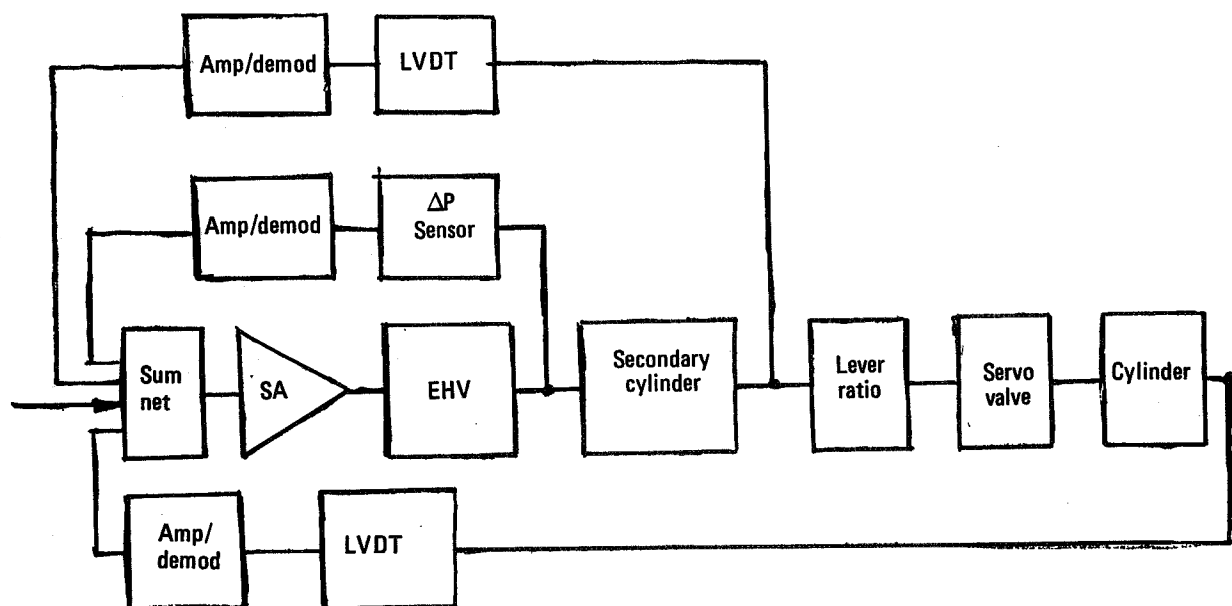 Amp/demod
LVDT
Amp/demod
ΔP
Sensor
Sum
net
SA
EHV
Secondary
cylinder
Lever
ratio
Servo
valve
Cylinder
Amp/
demod
LVDT